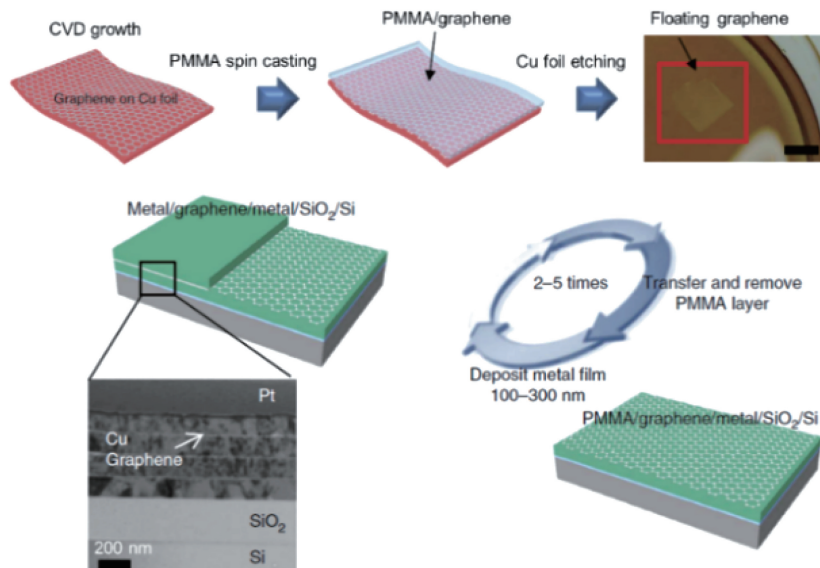 CVD growth
PMMA spin casting
PMMA/graphene
Cu foil etching
Floating graphene
Graphene on Cu foil
Metal/graphene/metal/SiO₂/Si
2–5 times
Transfer and remove
PMMA layer
Deposit metal film
100–300 nm
PMMA/graphene/metal/SiO₂/Si
Pt
Cu
Graphene
SiO₂
200 nm
Si